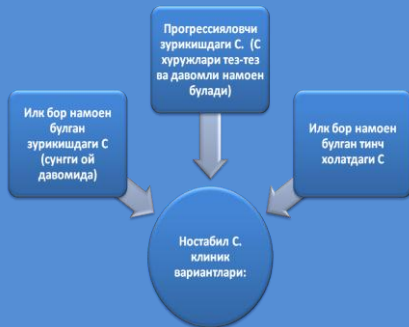 Прогрессияловчи
зурикишдаги С. (С
хуружлари тез-тез
ва давомли намоен
булади)
Илк бор намоен
булган
зурикишдаги С
(сунгги ой
давомида)
Илк бор намоен
булган тинч
холатдаги С
Ностабил С.
клиник
вариантлари: